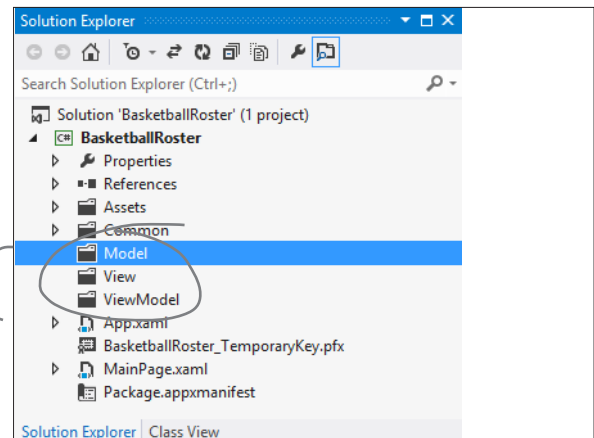 Solution Explorer
Search Solution Explorer (Ctrl+;)
Solution 'BasketballRoster' (1 project)
C# BasketballRoster
Properties
References
Assets
Common
Model
View
ViewModel
App.xaml
BasketballRoster_TemporaryKey.pfx
MainPage.xaml
Package.appxmanifest
Solution Explorer Class View